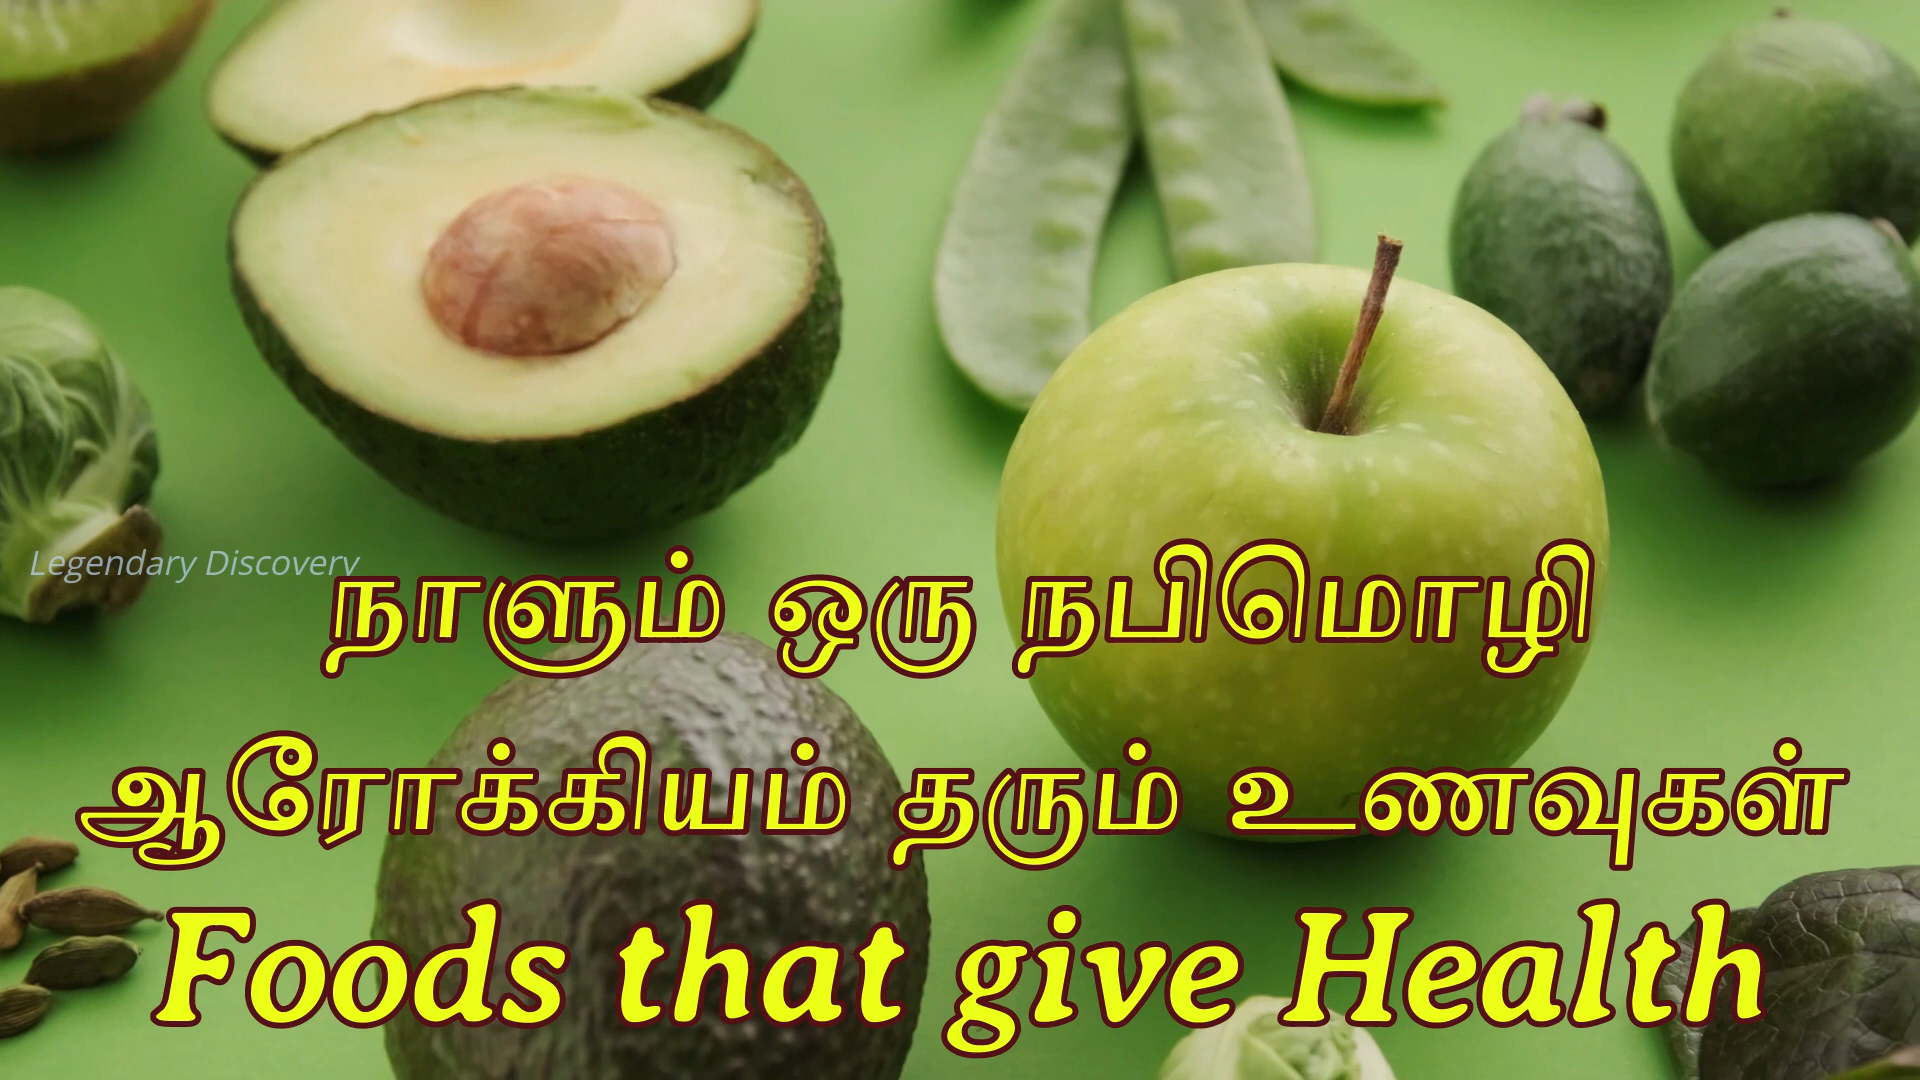 Legendary Discovery
நாளும் ஒரு நபிமொழி
ஆரோக்கியம் தரும் உணவுகள்
Foods that give Health